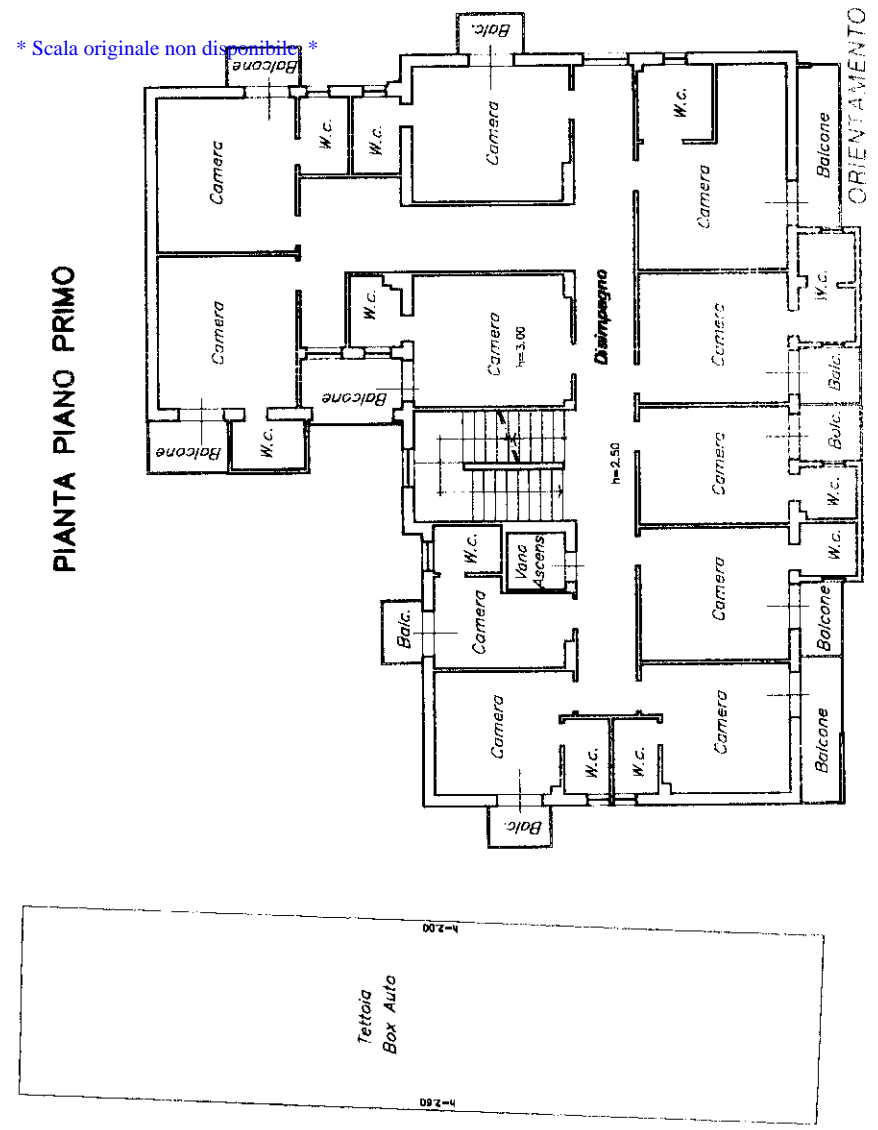 * Scala originale non disponibile *
ORIENTAMENTO
PIANTA PIANO PRIMO
Balc.
Balcone
Camera
W.c.
W.c.
Camera
W.c.
Camera
Balcone
Camera
W.c.
Camera
h=3.00
Disimpegno
Camera
W.c.
Balc.
Balcone
W.c.
Balcone
h=2.50
Camera
Balc.
W.c.
W.c.
Vano
Ascens
Camera
W.c.
Balcone
Balc.
Camera
Camera
W.c.
W.c.
Camera
Balcone
Balc.
h=2.00
Tettoia
Box Auto
h=2.60